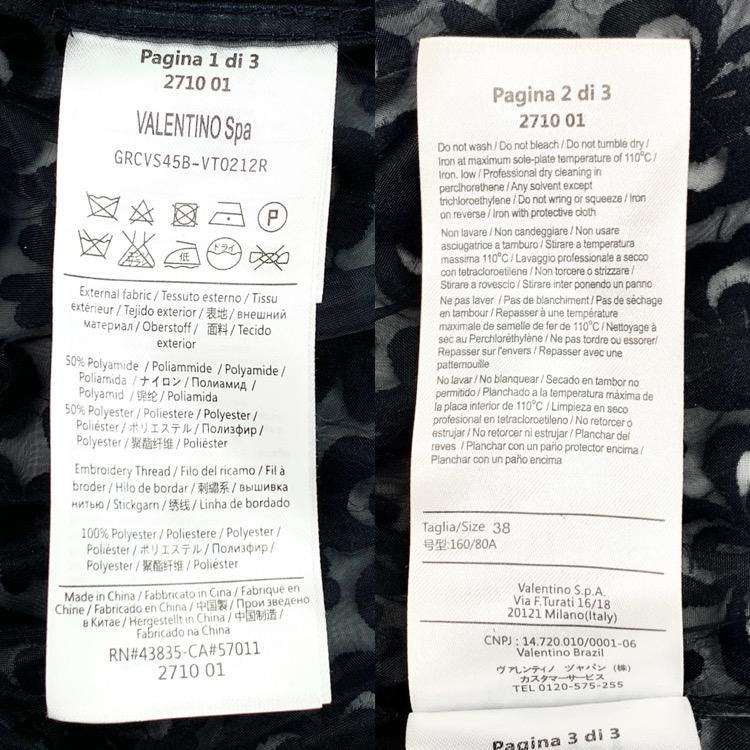 Pagina 1 di 3
2710 01
VALENTINO Spa
GRCVS45B-VT0212R
P
低
ドライ
External fabric / Tessuto esterno / Tissu
extérieur / Tejido exterior / 表地 / внешний
материал / Oberstoff / 面料 / Tecido
exterior
50% Polyamide / Poliammide / Polyamide /
Poliamida / ナイロン / Полиамид /
Polyamid / 锦纶 / Poliamida
50% Polyester / Poliestere / Polyester /
Poliéster / ポリエステル / Полиэфир /
Polyester / 聚酯纤维 / Poliéster
Embroidery Thread / Filo del ricamo / Fil à
broder / Hilo de bordar / 刺繍糸 / вышивка
нитью / Stickgarn / 绣线 / Linha de bordado
100% Polyester / Poliestere / Polyester /
Poliéster / ポリエステル / Полиэфир /
Polyester / 聚酯纤维 / Poliéster
Made in China / Fabbricato in Cina / Fabriqué en
Chine / Fabricado en China / 中国製 / Произведено
в Китае / Hergestellt in China / 中国制造 /
Fabricado na China
RN#43835-CA#57011
2710 01
Pagina 2 di 3
2710 01
Do not wash / Do not bleach / Do not tumble dry /
Iron at maximum sole-plate temperature of 110°C /
Iron. low / Professional dry cleaning in
perclhorethene / Any solvent except
trichloroethylene / Do not wring or squeeze / Iron
on reverse / Iron with protective cloth
Non lavare / Non candeggiare / Non usare
asciugatrice a tamburo / Stirare a temperatura
massima 110°C / Lavaggio professionale a secco
con tetracloroetilene / Non torcere o strizzare /
Stirare a rovescio / Stirare inter ponendo un panno
Ne pas laver / Pas de blanchiment / Pas de séchage
en tambour / Repasser à une température
maximale de semelle de fer de 110°C / Nettoyage à
sec au Perchloréthylène / Ne pas tordre ou essorer/
Repasser sur l'envers / Repasser avec une
pattemouille
No lavar / No blanquear / Secado en tambor no
permitido / Planchado a la temperatura máxima de
la placa interior de 110°C / Limpieza en seco
profesional en tetracloroetileno / No retorcer o
estrujar / No retorcer ni estrujar / Planchar del
reves / Planchar con un paño protector encima /
Planchar con un paño encima
Taglia/Size 38
号型:160/80A
Valentino S.p.A.
Via F.Turati 16/18
20121 Milano(Italy)
CNPJ : 14.720.010/0001-06
Valentino Brazil
ヴァレンティノ ジャパン (株)
カスタマーサービス
TEL 0120-575-255
Pagina 3 di 3